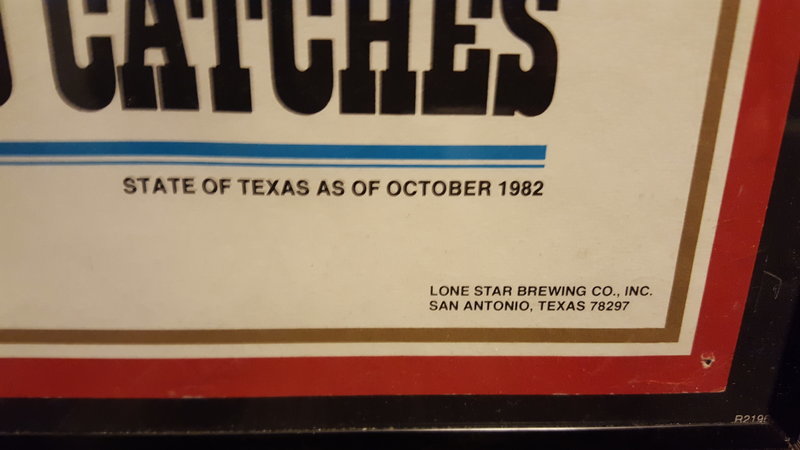 CATCHES
STATE OF TEXAS AS OF OCTOBER 1982
LONE STAR BREWING CO., INC.
SAN ANTONIO, TEXAS 78297